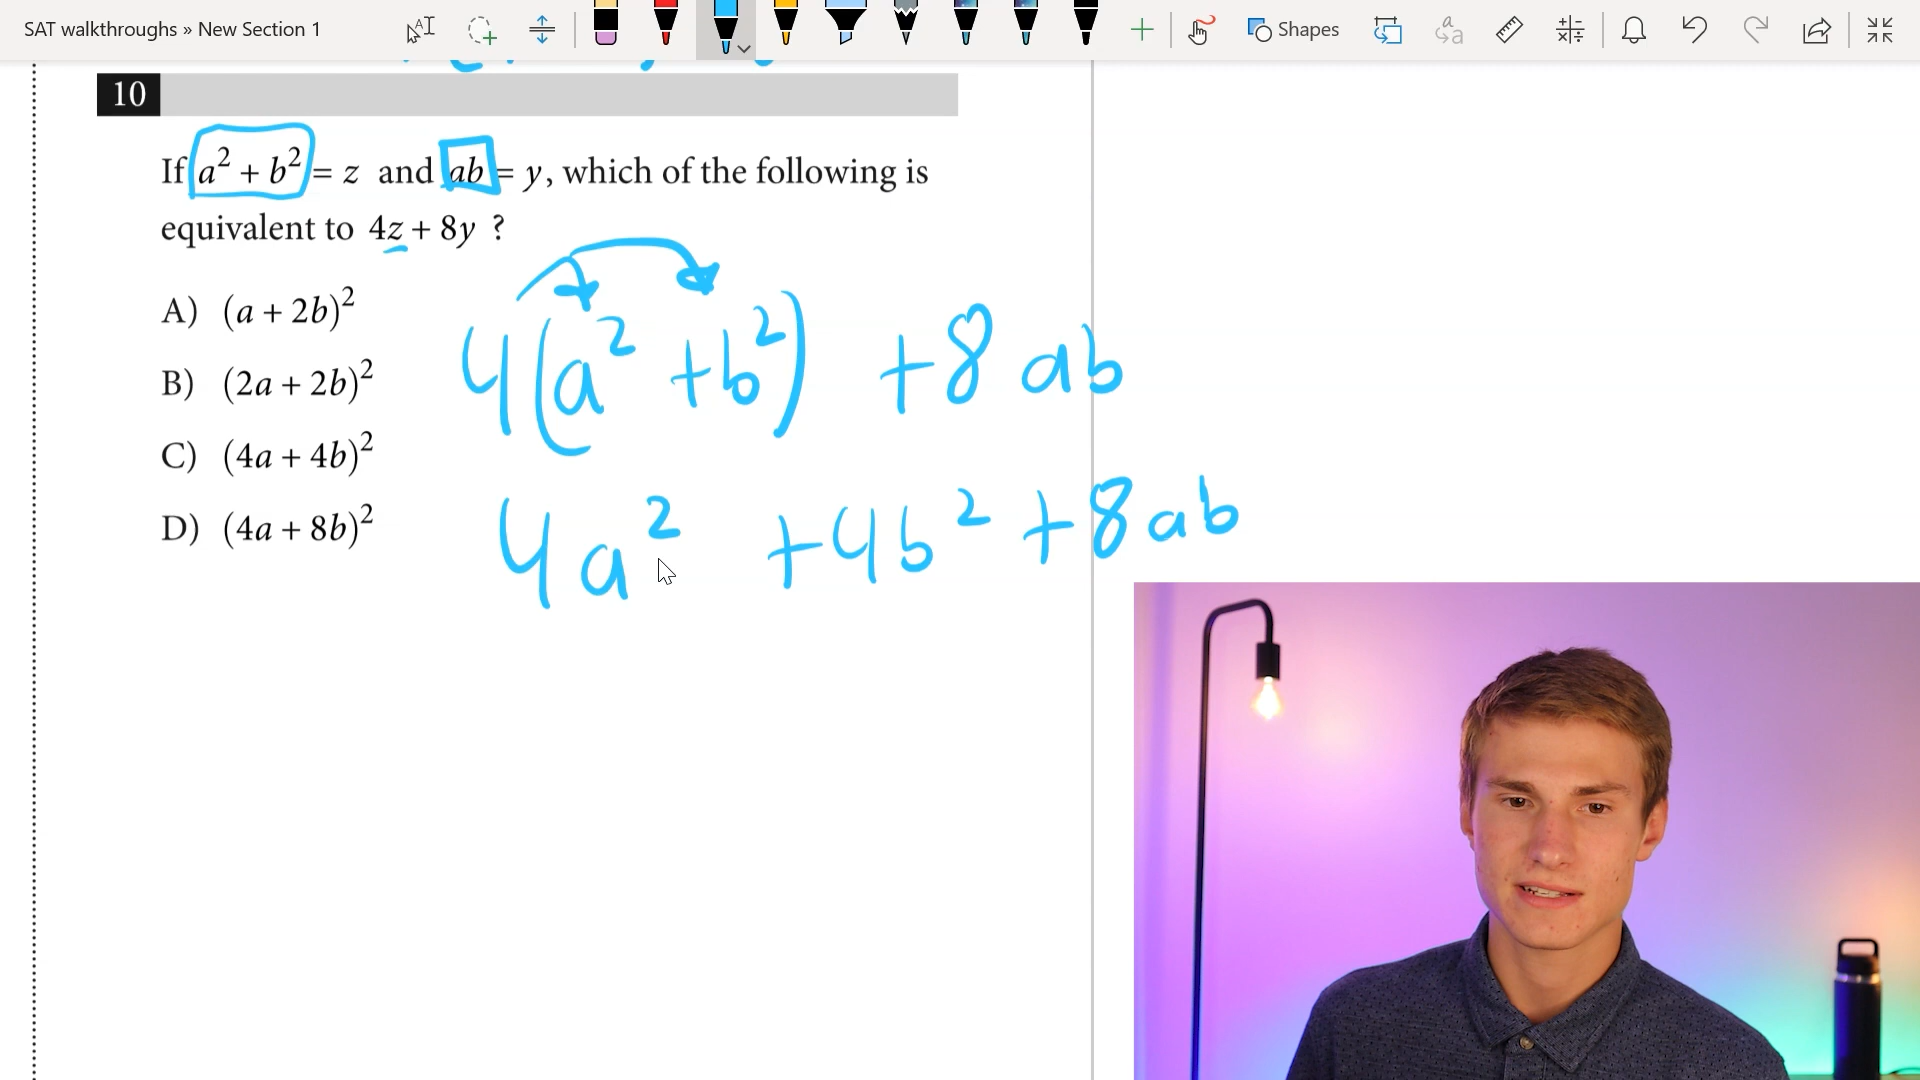 SAT walkthroughs » New Section 1
Shapes
10
If a² + b² = z and ab = y, which of the following is
equivalent to 4z + 8y ?
A) (a + 2b)²
B) (2a + 2b)²
C) (4a + 4b)²
D) (4a + 8b)²
4(a² + b²) + 8 ab
4a² + 4b² + 8ab